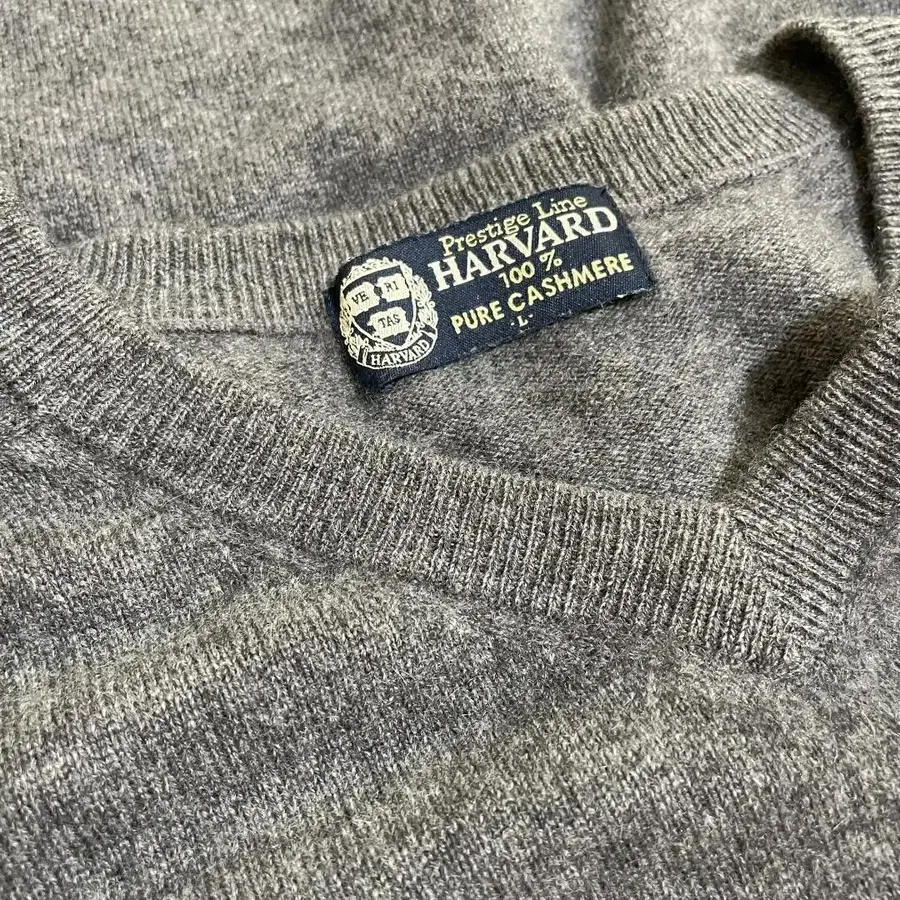 Prestige Line
HARVARD
100 %
PURE CASHMERE
L
VE RI
TAS
HARVARD